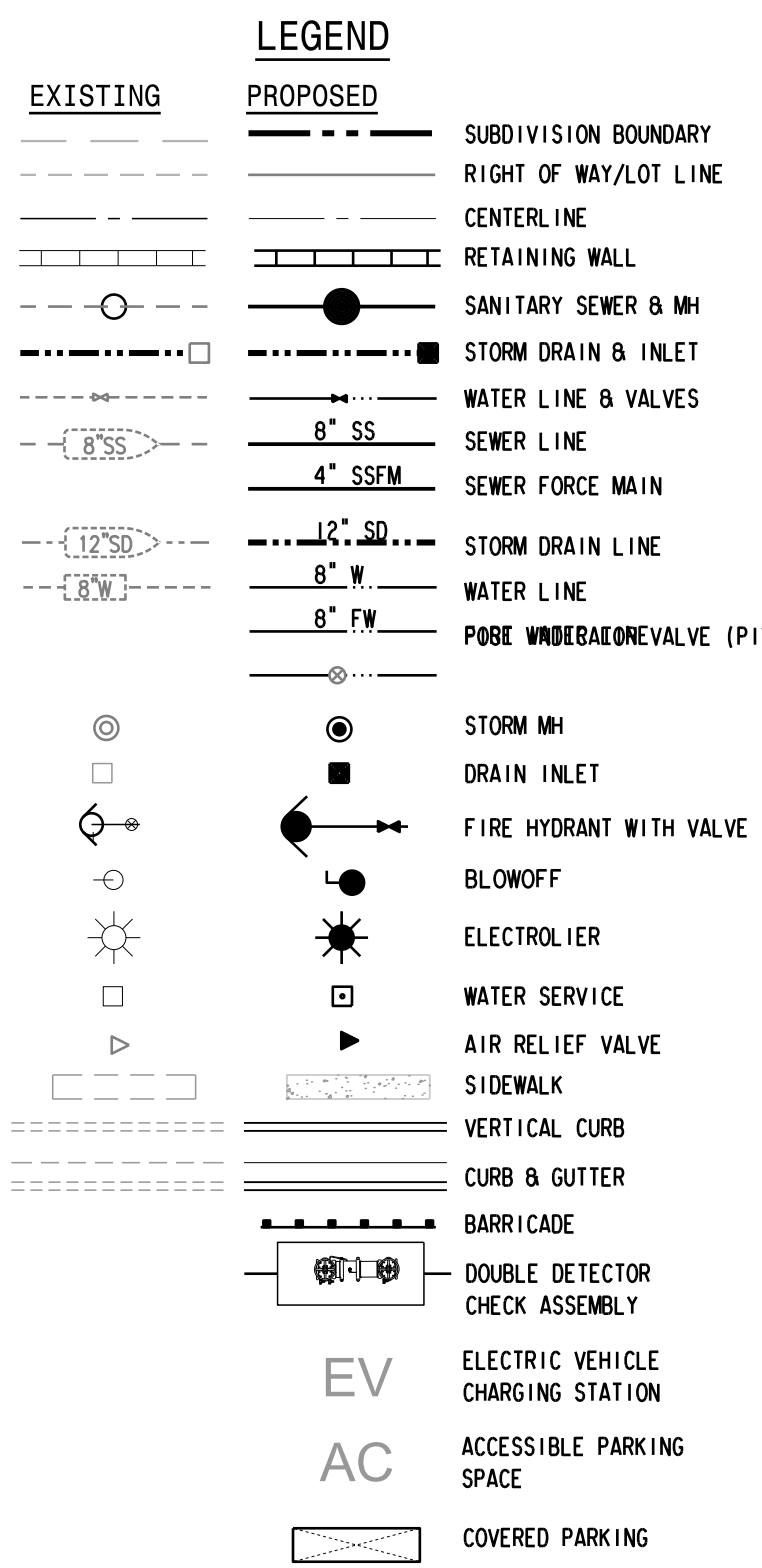 LEGEND
EXISTING PROPOSED
SUBDIVISION BOUNDARY
RIGHT OF WAY/LOT LINE
CENTERLINE
RETAINING WALL
SANITARY SEWER & MH
STORM DRAIN & INLET
WATER LINE & VALVES
8"SS 8" SS SEWER LINE
4" SSFM SEWER FORCE MAIN
12"SD 12" SD STORM DRAIN LINE
8"W 8" W WATER LINE
8" FW
VALVE
STORM MH
DRAIN INLET
FIRE HYDRANT WITH VALVE
BLOWOFF
ELECTROLIER
WATER SERVICE
AIR RELIEF VALVE
SIDEWALK
VERTICAL CURB
CURB & GUTTER
BARRICADE
DOUBLE DETECTOR
CHECK ASSEMBLY
EV ELECTRIC VEHICLE
CHARGING STATION
AC ACCESSIBLE PARKING
SPACE
COVERED PARKING